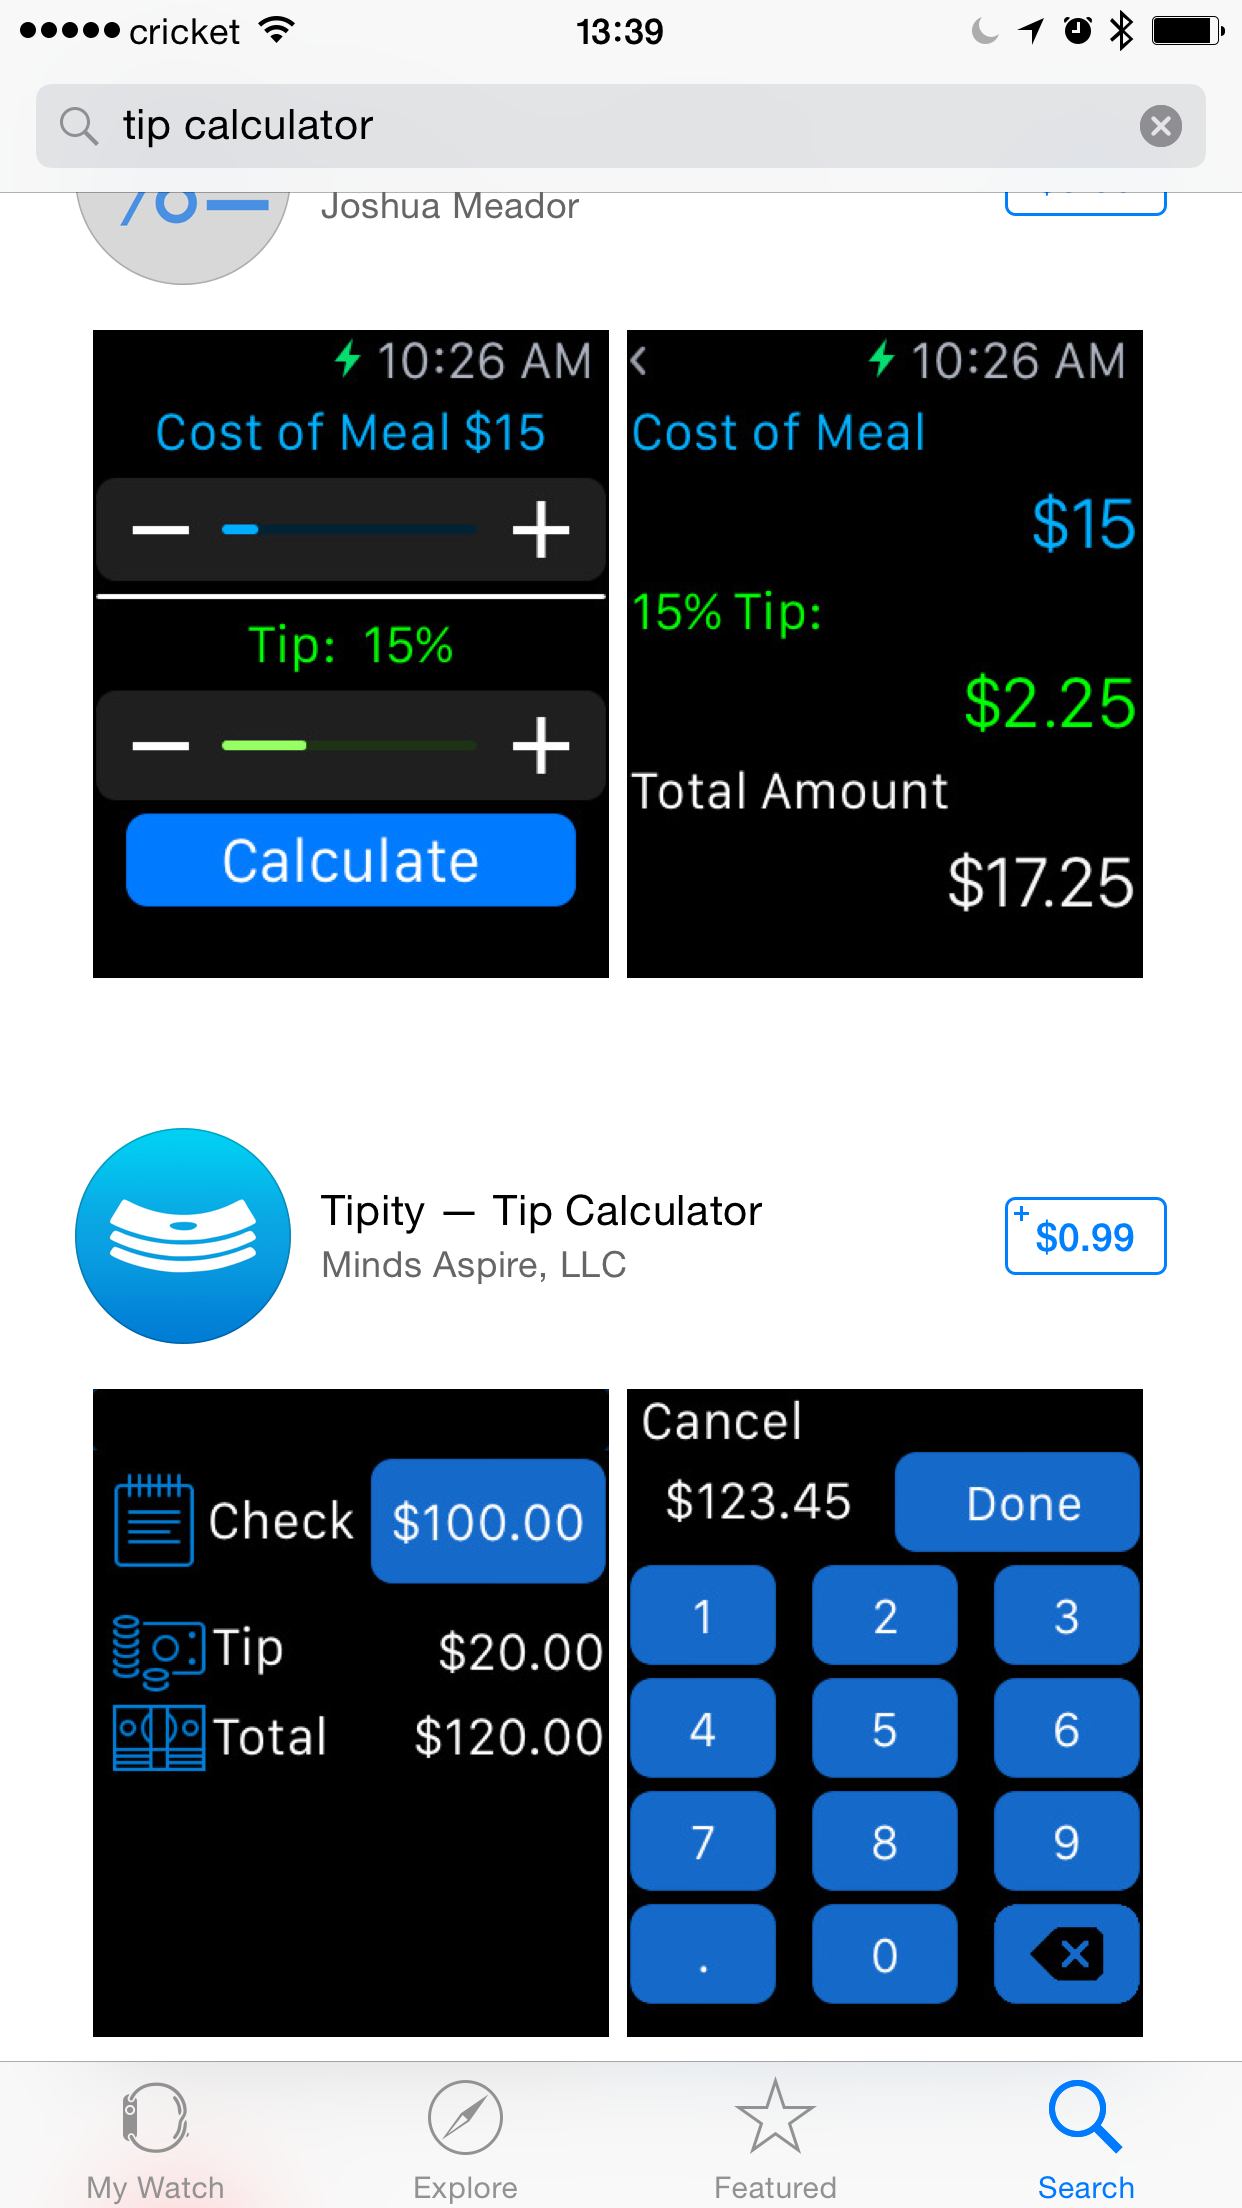 cricket 13:39
tip calculator
Joshua Meador
10:26 AM
Cost of Meal $15
Tip: 15%
Calculate
10:26 AM
Cost of Meal
$15
15% Tip:
$2.25
Total Amount
$17.25
Tipity — Tip Calculator
+ $0.99
Minds Aspire, LLC
Check $100.00
Tip $20.00
Total $120.00
Cancel
$123.45 Done
1 2 3
4 5 6
7 8 9
. 0
My Watch Explore Featured Search